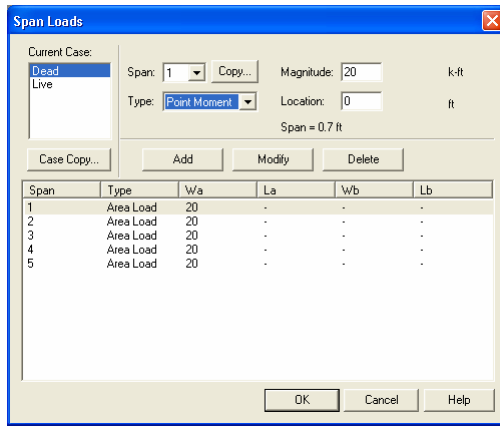 Span Loads
Current Case:
Dead
Live
Span: 1 Copy... Magnitude: 20 k-ft
Type: Point Moment Location: 0 ft
Span = 0.7 ft
Case Copy... Add Modify Delete
Span Type Wa La Wb Lb
1 Area Load 20 - - -
2 Area Load 20 - - -
3 Area Load 20 - - -
4 Area Load 20 - - -
5 Area Load 20 - - -
OK Cancel Help